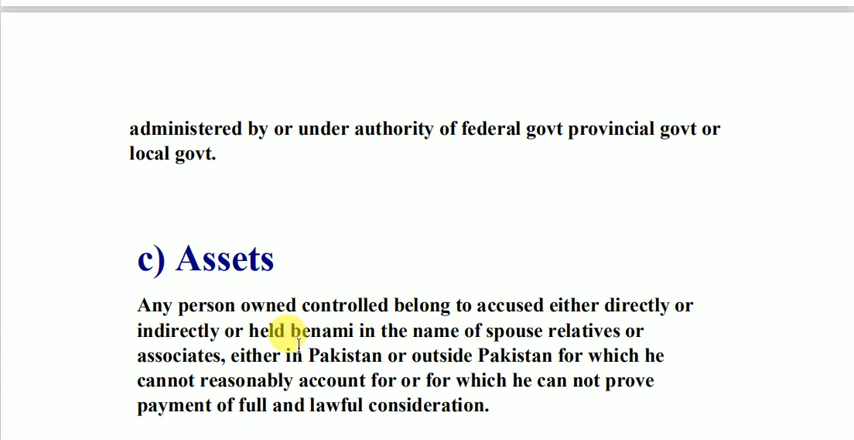 administered by or under authority of federal govt provincial govt or
local govt.
c) Assets
Any person owned controlled belong to accused either directly or
indirectly or held benami in the name of spouse relatives or
associates, either in Pakistan or outside Pakistan for which he
cannot reasonably account for or for which he can not prove
payment of full and lawful consideration.